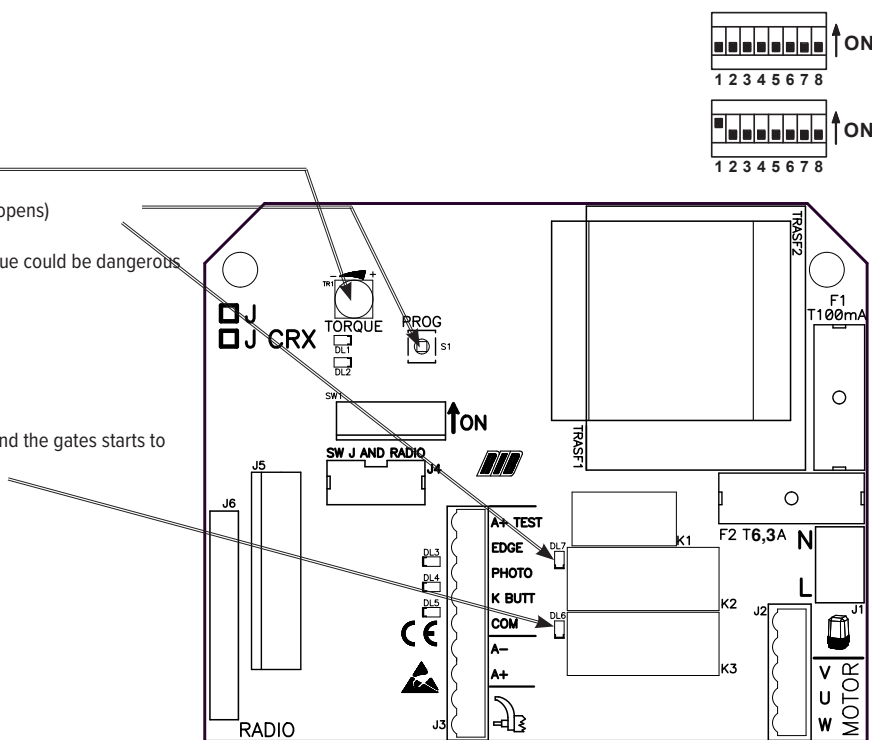 ON
1 2 3 4 5 6 7 8
ON
1 2 3 4 5 6 7 8
opens)
ue could be dangerous
nd the gates starts to
TRASF2
F1
T100mA
- +
TR1
J
J CRX
TORQUE
PROG
S1
DL1
DL2
SW1
ON
SW J AND RADIO
J4
TRASF1
J5
J6
A+ TEST
EDGE
PHOTO
K BUTT
COM
A-
A+
DL3
DL4
DL5
DL7
DL6
K1
K2
K3
F2 T6,3A
N
L
J1
J2
V
U
W
MOTOR
CE
J3
RADIO